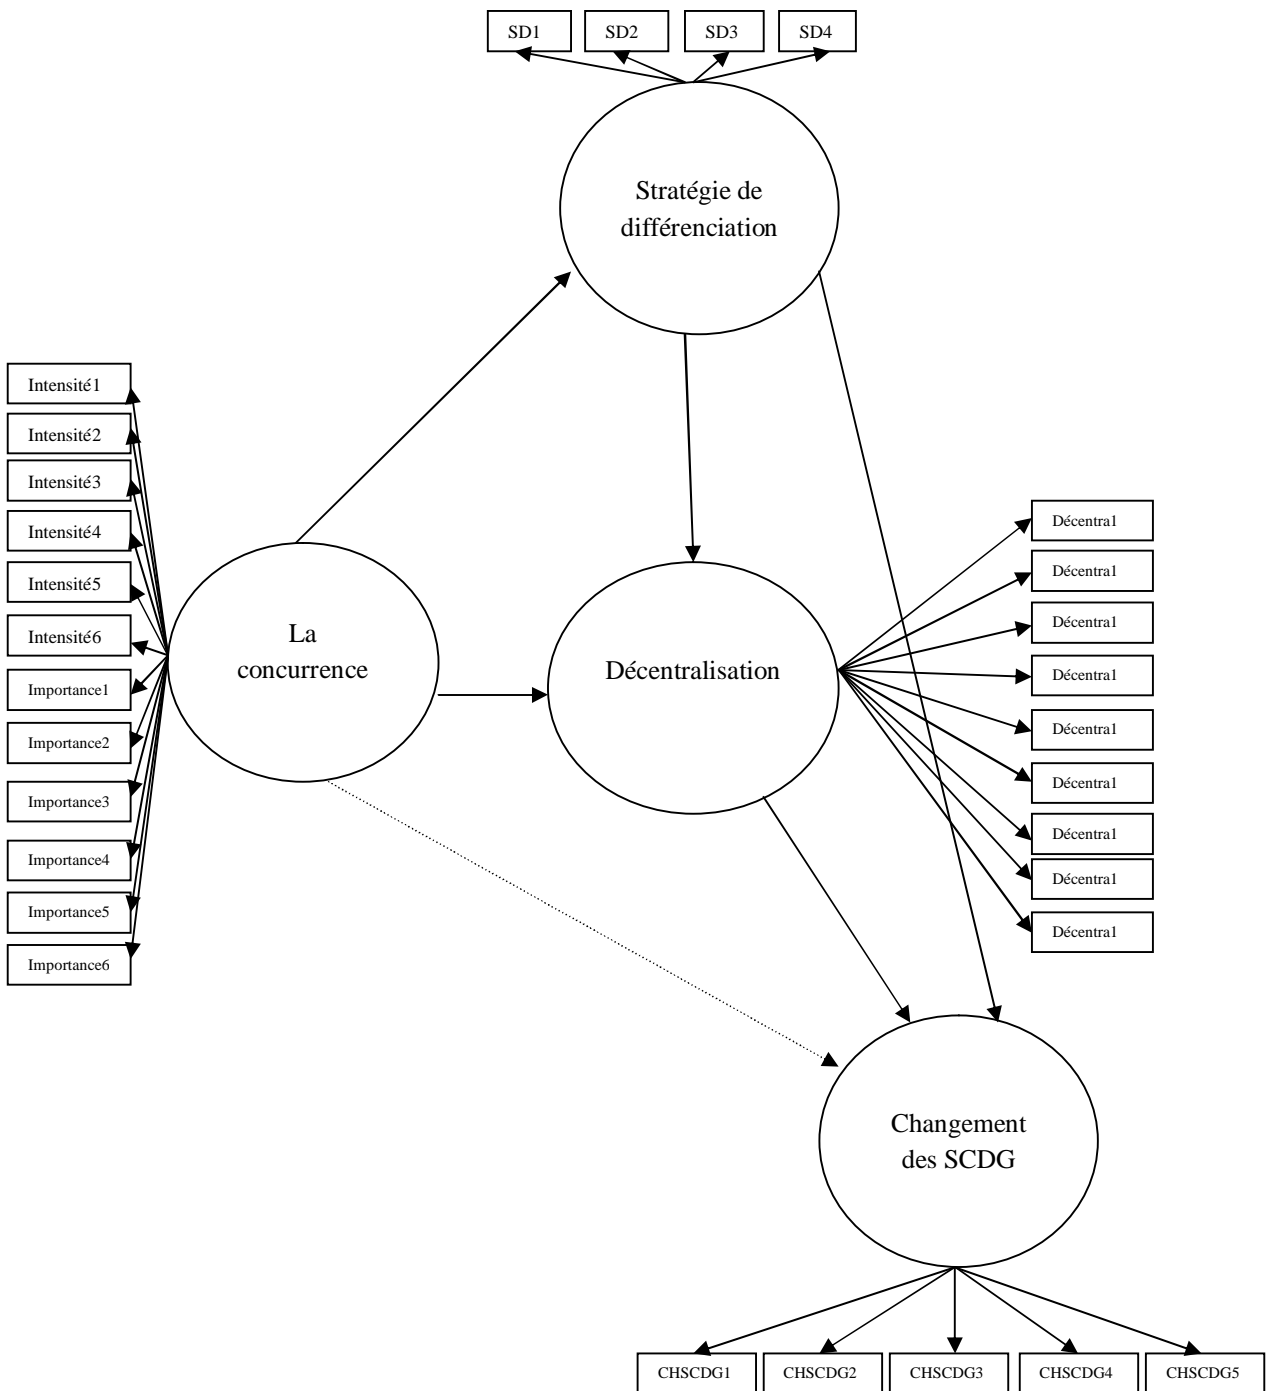 SD1
SD2
SD3
SD4
Stratégie de
différenciation
Intensité1
Intensité2
Intensité3
Intensité4
Intensité5
Intensité6
Importance1
Importance2
Importance3
Importance4
Importance5
Importance6
La
concurrence
Décentralisation
Décentra1
Décentra1
Décentra1
Décentra1
Décentra1
Décentra1
Décentra1
Décentra1
Décentra1
Changement
des SCDG
CHSCDG1
CHSCDG2
CHSCDG3
CHSCDG4
CHSCDG5